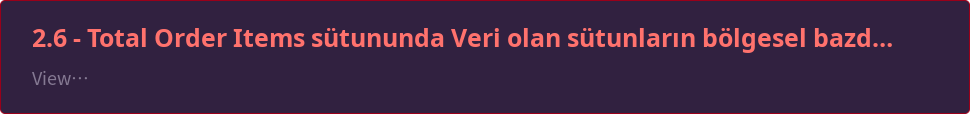 2.6 - Total Order Items sütununda Veri olan sütunların bölgesel bazd...
View···